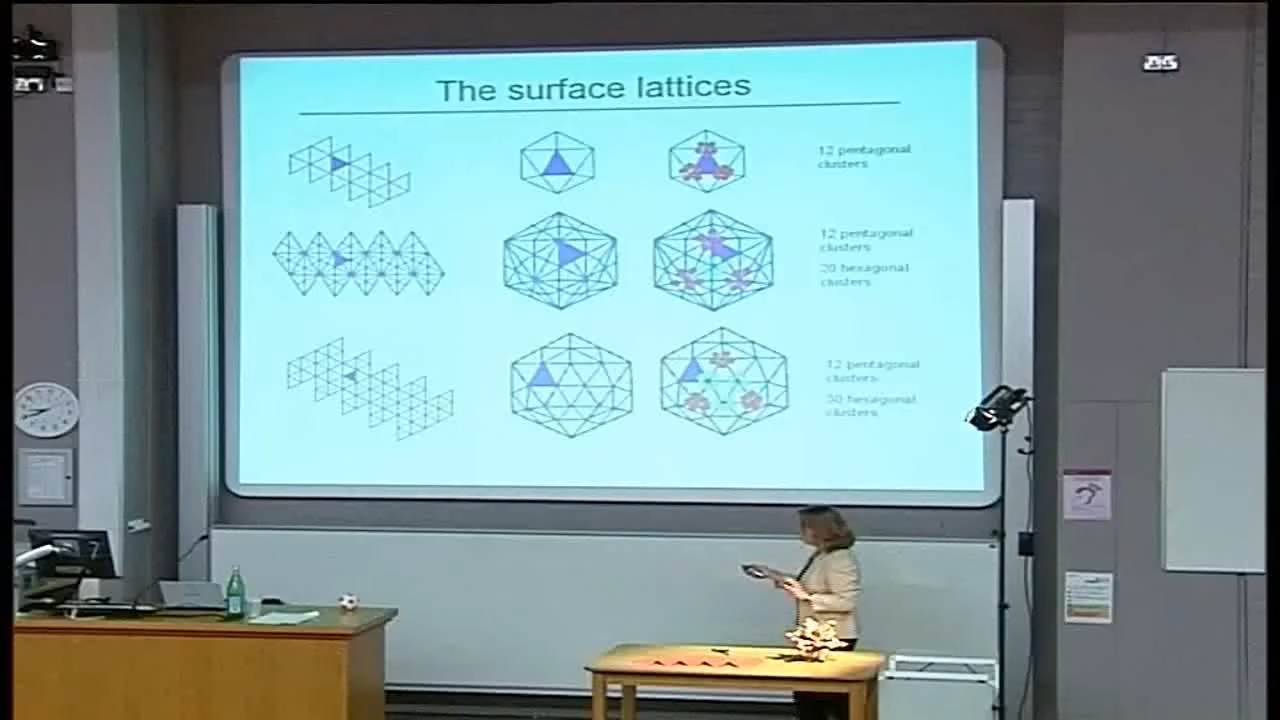 The surface lattices
12 pentagonal
clusters
12 pentagonal
clusters
20 hexagonal
clusters
12 pentagonal
clusters
30 hexagonal
clusters